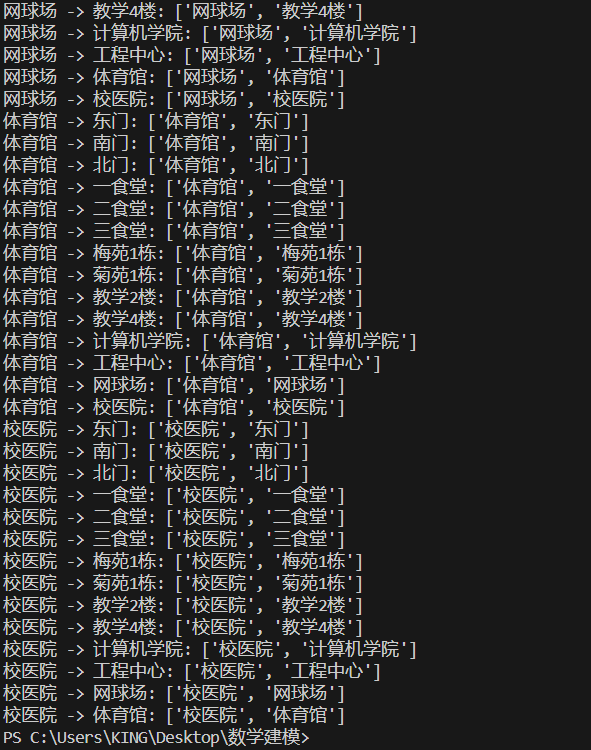 网球场 -> 教学4楼: ['网球场', '教学4楼']
网球场 -> 计算机学院: ['网球场', '计算机学院']
网球场 -> 工程中心: ['网球场', '工程中心']
网球场 -> 体育馆: ['网球场', '体育馆']
网球场 -> 校医院: ['网球场', '校医院']
体育馆 -> 东门: ['体育馆', '东门']
体育馆 -> 南门: ['体育馆', '南门']
体育馆 -> 北门: ['体育馆', '北门']
体育馆 -> 一食堂: ['体育馆', '一食堂']
体育馆 -> 二食堂: ['体育馆', '二食堂']
体育馆 -> 三食堂: ['体育馆', '三食堂']
体育馆 -> 梅苑1栋: ['体育馆', '梅苑1栋']
体育馆 -> 菊苑1栋: ['体育馆', '菊苑1栋']
体育馆 -> 教学2楼: ['体育馆', '教学2楼']
体育馆 -> 教学4楼: ['体育馆', '教学4楼']
体育馆 -> 计算机学院: ['体育馆', '计算机学院']
体育馆 -> 工程中心: ['体育馆', '工程中心']
体育馆 -> 网球场: ['体育馆', '网球场']
体育馆 -> 校医院: ['体育馆', '校医院']
校医院 -> 东门: ['校医院', '东门']
校医院 -> 南门: ['校医院', '南门']
校医院 -> 北门: ['校医院', '北门']
校医院 -> 一食堂: ['校医院', '一食堂']
校医院 -> 二食堂: ['校医院', '二食堂']
校医院 -> 三食堂: ['校医院', '三食堂']
校医院 -> 梅苑1栋: ['校医院', '梅苑1栋']
校医院 -> 菊苑1栋: ['校医院', '菊苑1栋']
校医院 -> 教学2楼: ['校医院', '教学2楼']
校医院 -> 教学4楼: ['校医院', '教学4楼']
校医院 -> 计算机学院: ['校医院', '计算机学院']
校医院 -> 工程中心: ['校医院', '工程中心']
校医院 -> 网球场: ['校医院', '网球场']
校医院 -> 体育馆: ['校医院', '体育馆']
PS C:\Users\KING\Desktop\数学建模>